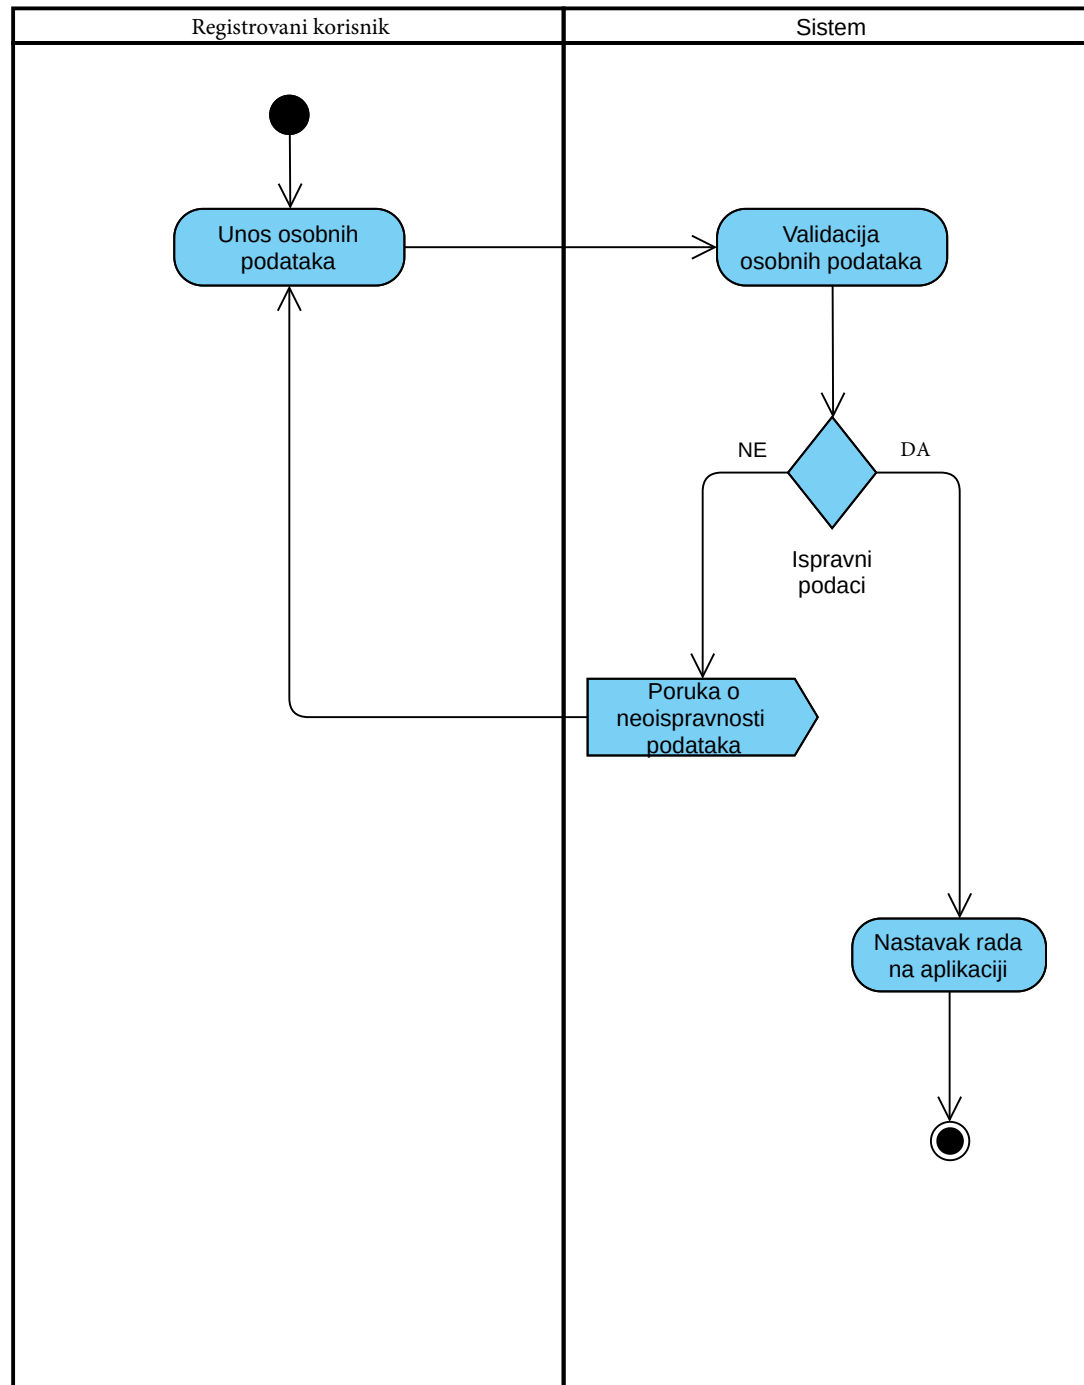 Registrovani korisnik
Sistem
Unos osobnih
podataka
Validacija
osobnih podataka
NE
DA
Ispravni
podaci
Poruka o
neoispravnosti
podataka
Nastavak rada
na aplikaciji